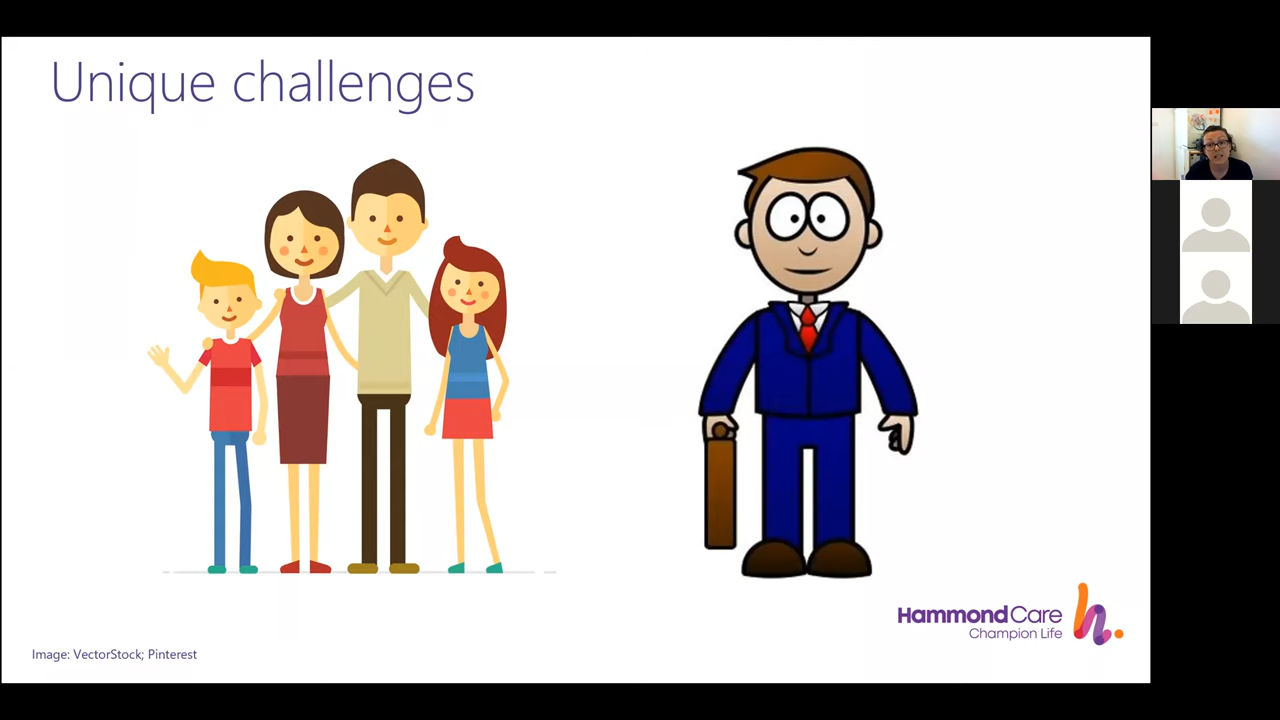 Unique challenges
HammondCare
Champion Life
Image: VectorStock; Pinterest